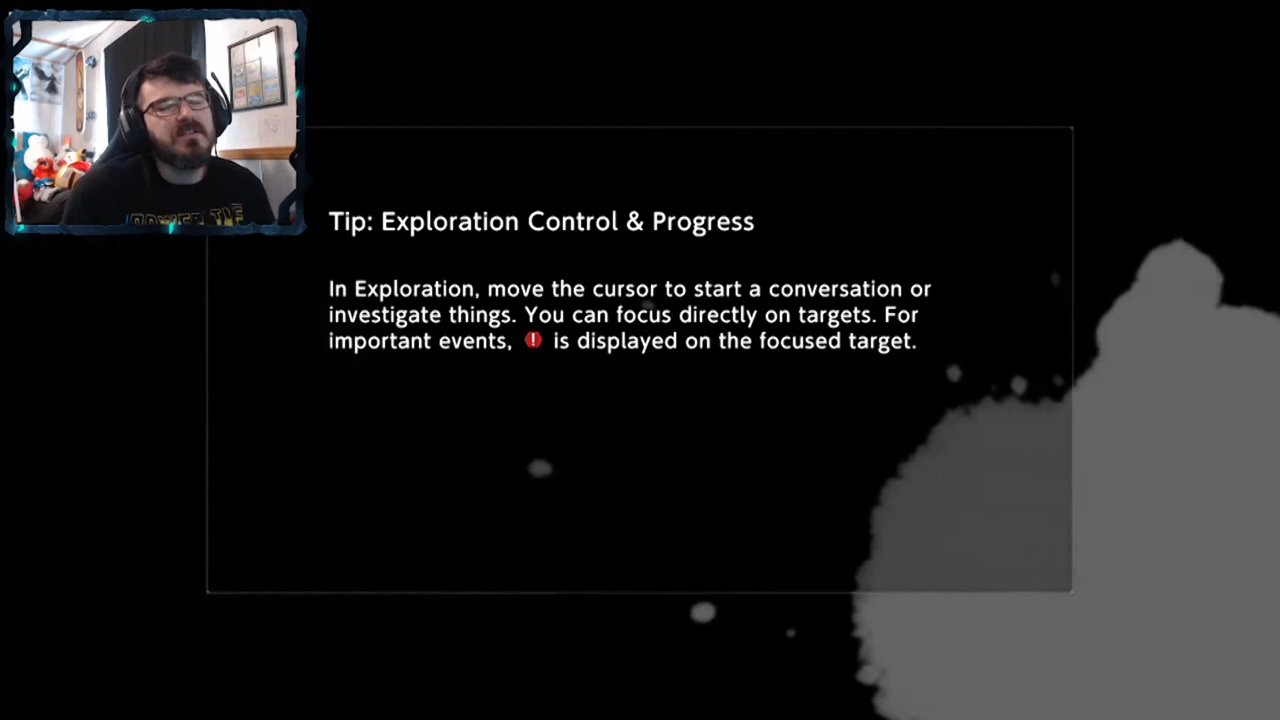 Tip: Exploration Control & Progress
In Exploration, move the cursor to start a conversation or
investigate things. You can focus directly on targets. For
important events, ! is displayed on the focused target.